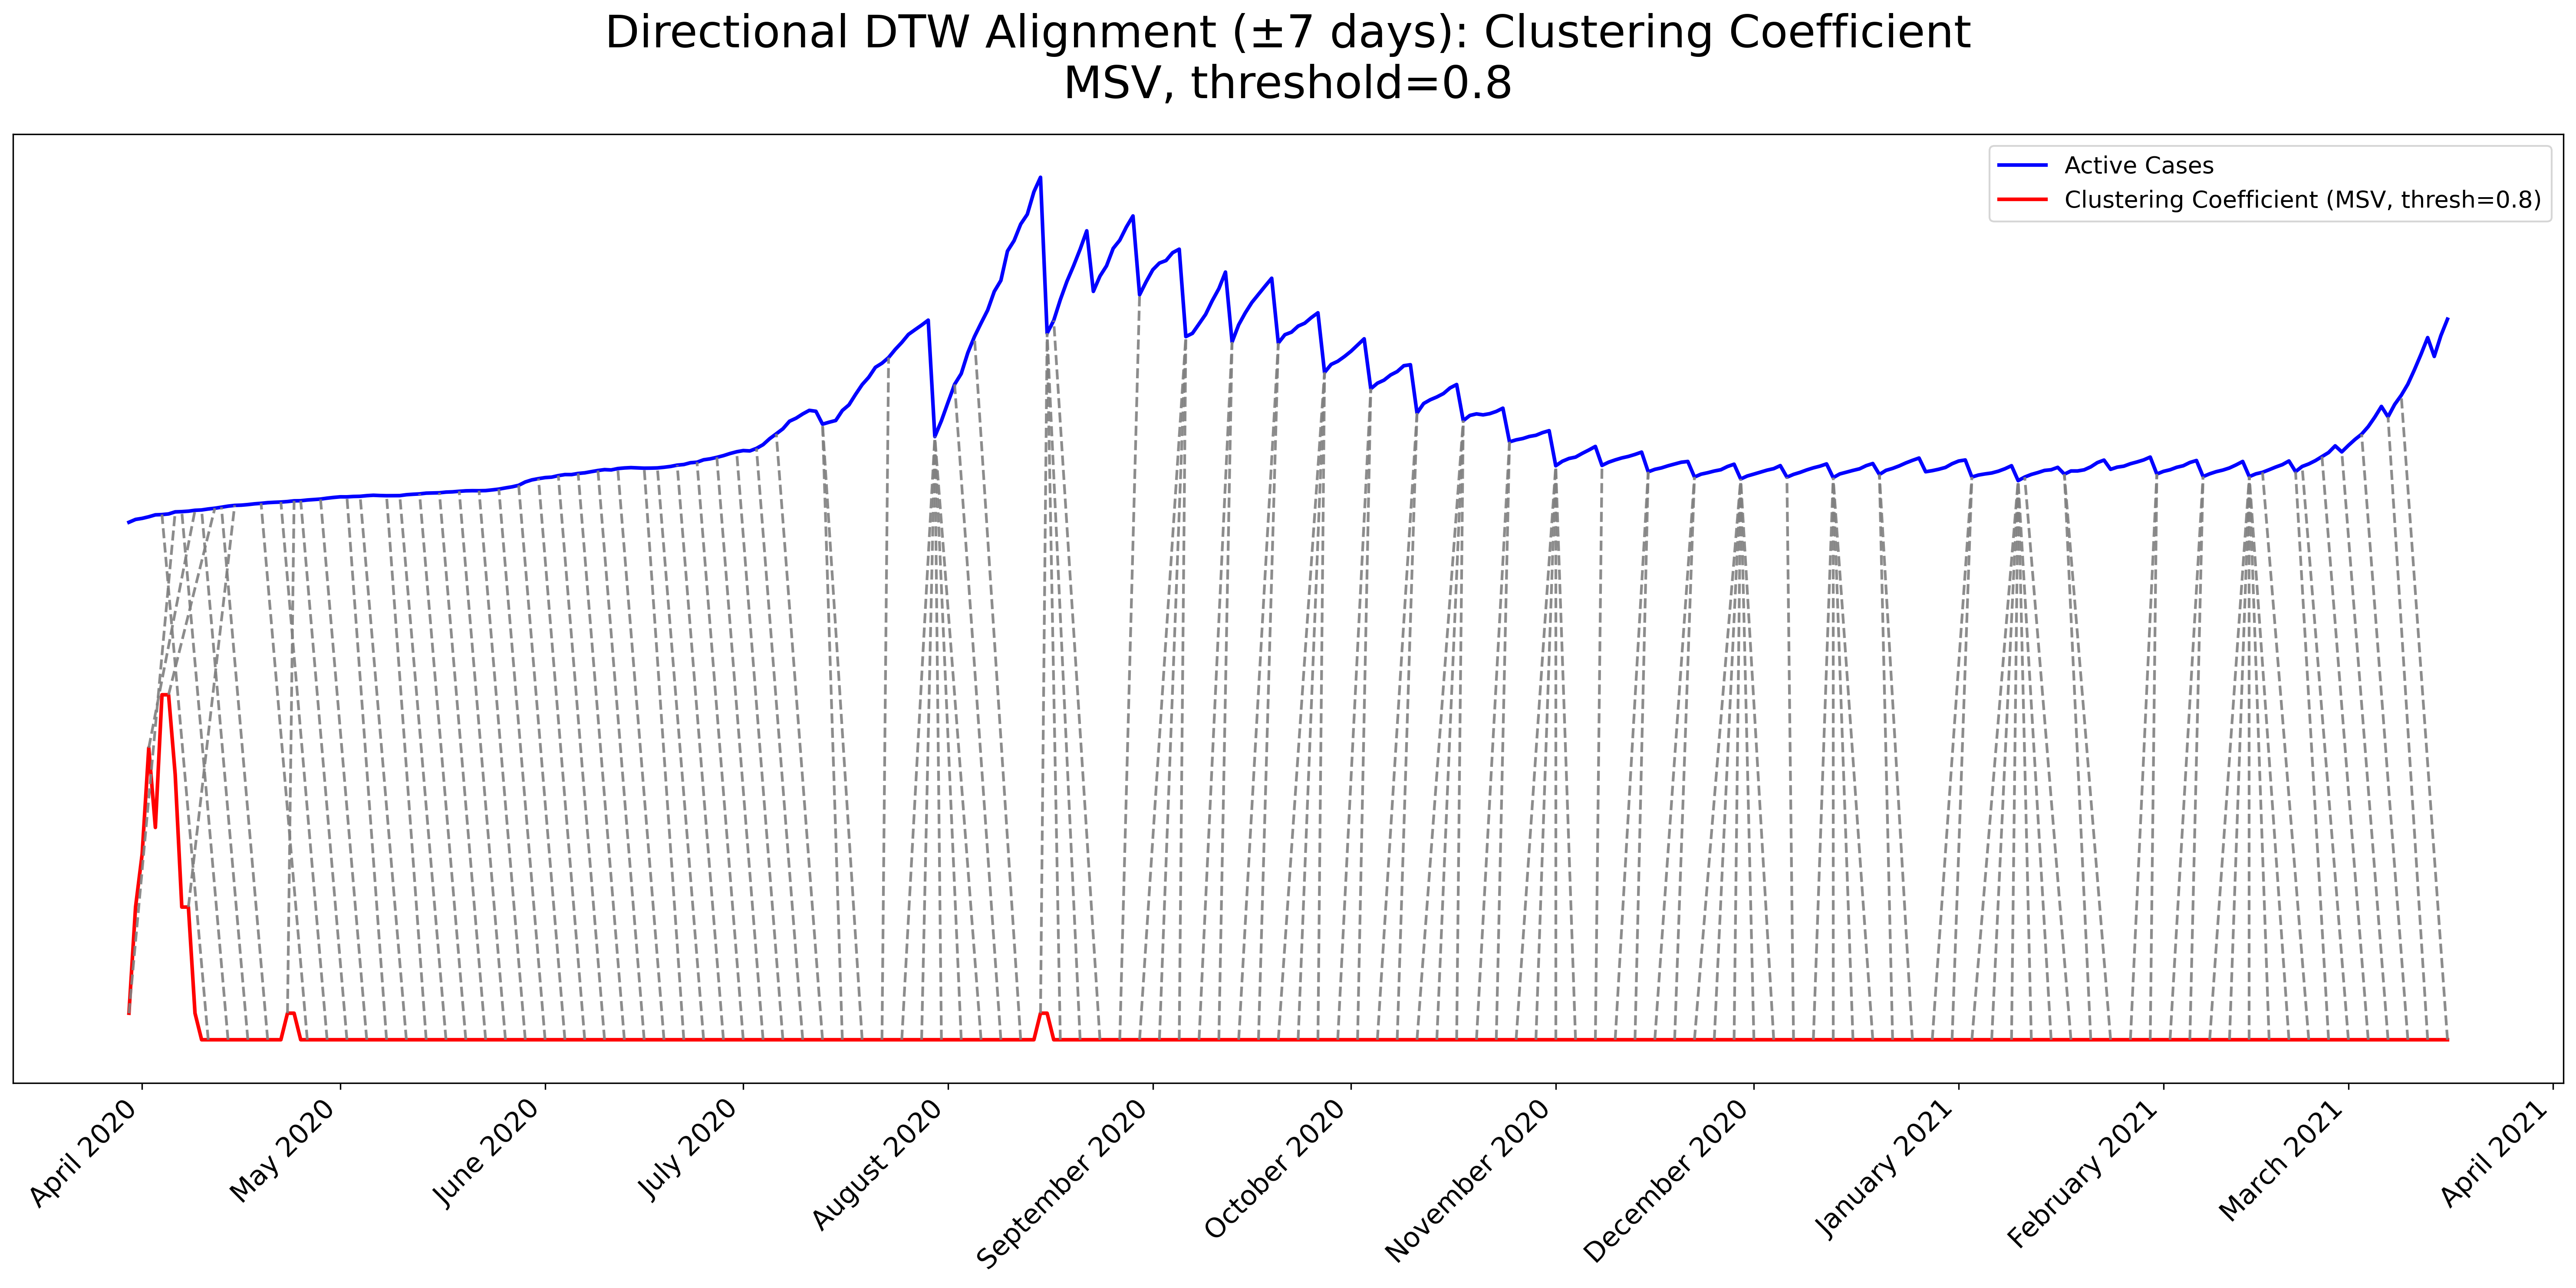 Directional DTW Alignment (±7 days): Clustering Coefficient
MSV, threshold=0.8
Active Cases
Clustering Coefficient (MSV, thresh=0.8)
April 2020
May 2020
June 2020
July 2020
August 2020
September 2020
October 2020
November 2020
December 2020
January 2021
February 2021
March 2021
April 2021